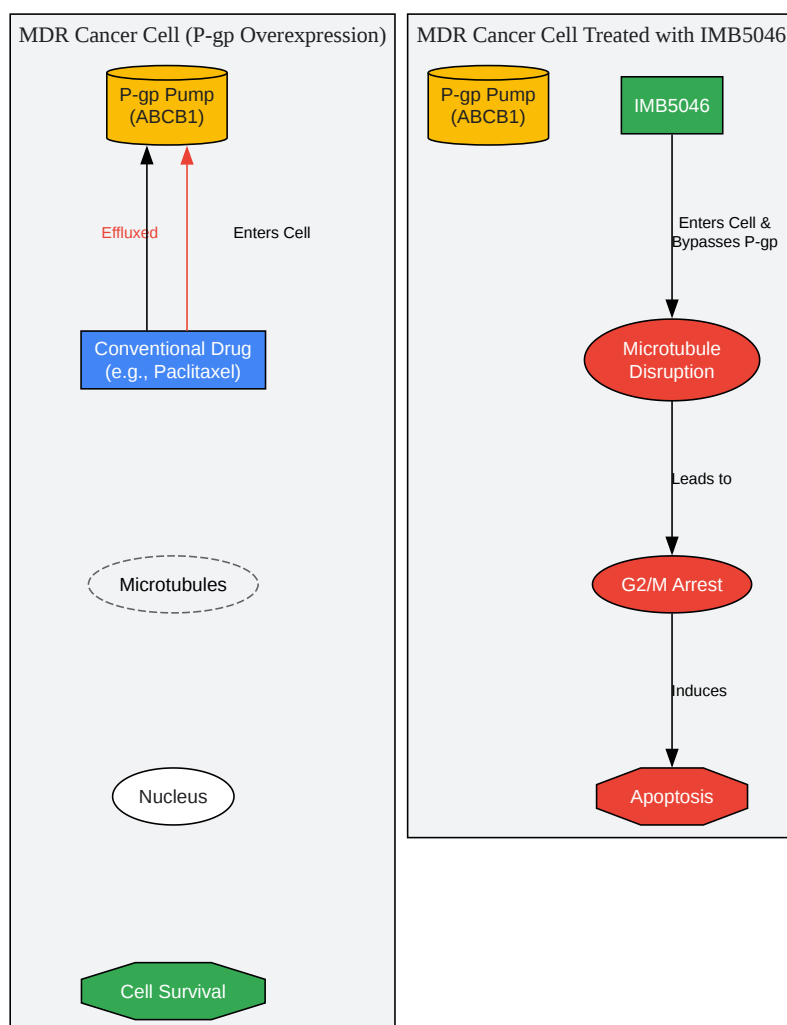 MDR Cancer Cell (P-gp Overexpression)
P-gp Pump
(ABCB1)
Effluxed
Enters Cell
Conventional Drug
(e.g., Paclitaxel)
Microtubules
Nucleus
Cell Survival
MDR Cancer Cell Treated with IMB5046
P-gp Pump
(ABCB1)
IMB5046
Enters Cell &
Bypasses P-gp
Microtubule
Disruption
Leads to
G2/M Arrest
Induces
Apoptosis